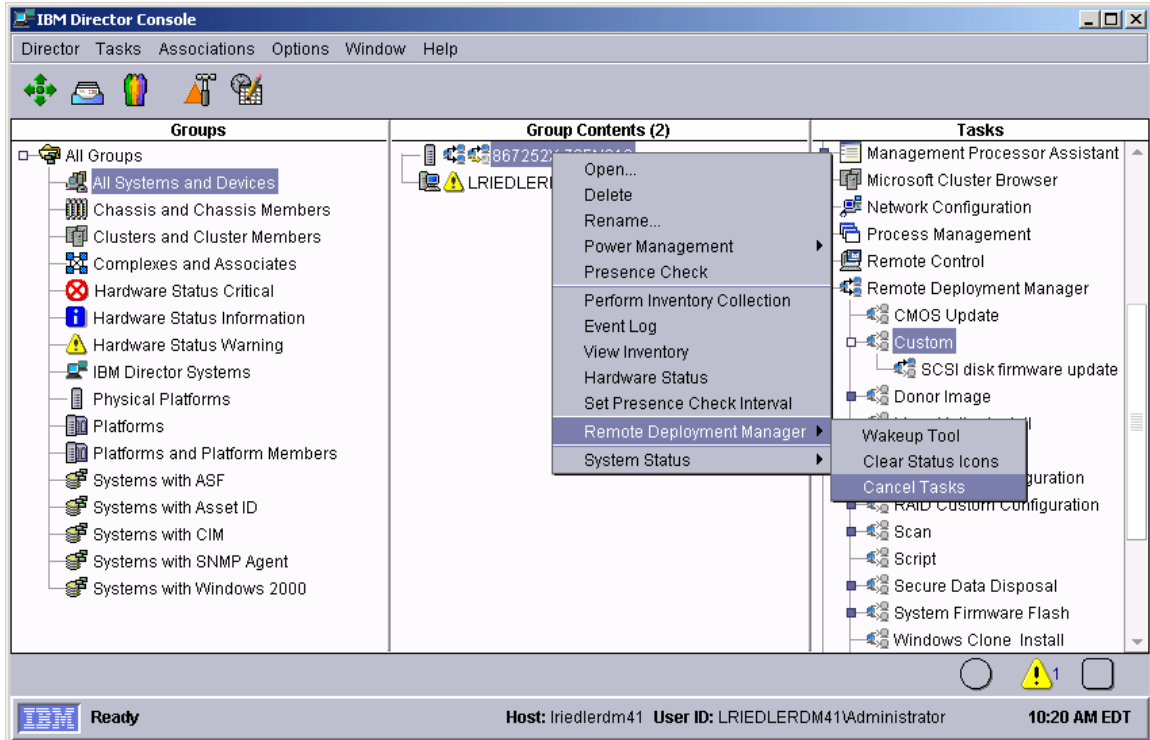 IBM Director Console
Director Tasks Associations Options Window Help
Groups
All Groups
All Systems and Devices
Chassis and Chassis Members
Clusters and Cluster Members
Complexes and Associates
Hardware Status Critical
Hardware Status Information
Hardware Status Warning
IBM Director Systems
Physical Platforms
Platforms
Platforms and Platform Members
Systems with ASF
Systems with Asset ID
Systems with CIM
Systems with SNMP Agent
Systems with Windows 2000
Group Contents (2)
LRIEDLER
Open...
Delete
Rename...
Power Management
Presence Check
Perform Inventory Collection
Event Log
View Inventory
Hardware Status
Set Presence Check Interval
Remote Deployment Manager
System Status
Wakeup Tool
Clear Status Icons
Cancel Tasks
Tasks
Management Processor Assistant
Microsoft Cluster Browser
Network Configuration
Process Management
Remote Control
Remote Deployment Manager
CMOS Update
Custom
SCSI disk firmware update
Donor Image
guration
RAID Custom Configuration
Scan
Script
Secure Data Disposal
System Firmware Flash
Windows Clone Install
1
IBM Ready
Host: lriedlerdm41 User ID: LRIEDLERDM41\Administrator
10:20 AM EDT